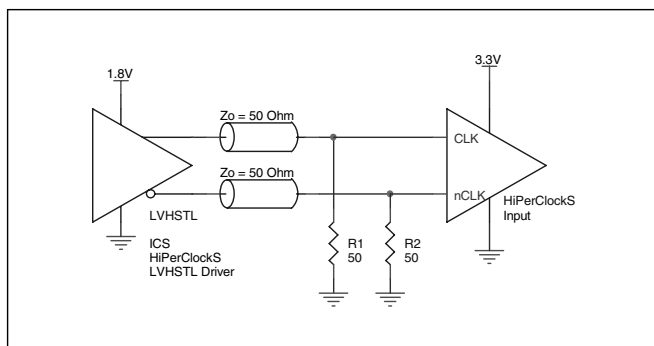 1.8V
3.3V
Zo = 50 Ohm
CLK
Zo = 50 Ohm
nCLK
HiPerClockS
Input
LVHSTL
ICS
HiPerClockS
LVHSTL Driver
R1
50
R2
50